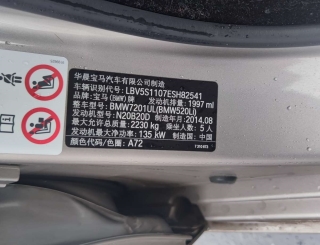 华晨宝马汽车有限公司制造
车辆识别代号: LBV5S1107ESH82541
品牌: 宝马(BMW)牌 发动机排量: 1997 ml
整车型号: BMW7201UL(BMW520Li)
发动机型号: N20B20D 制造年月: 2014.08
最大允许总质量: 2230 kg 乘坐人数: 5 人
发动机最大净功率: 135 kW 制造国: 中国
颜色代码/色圈: A72